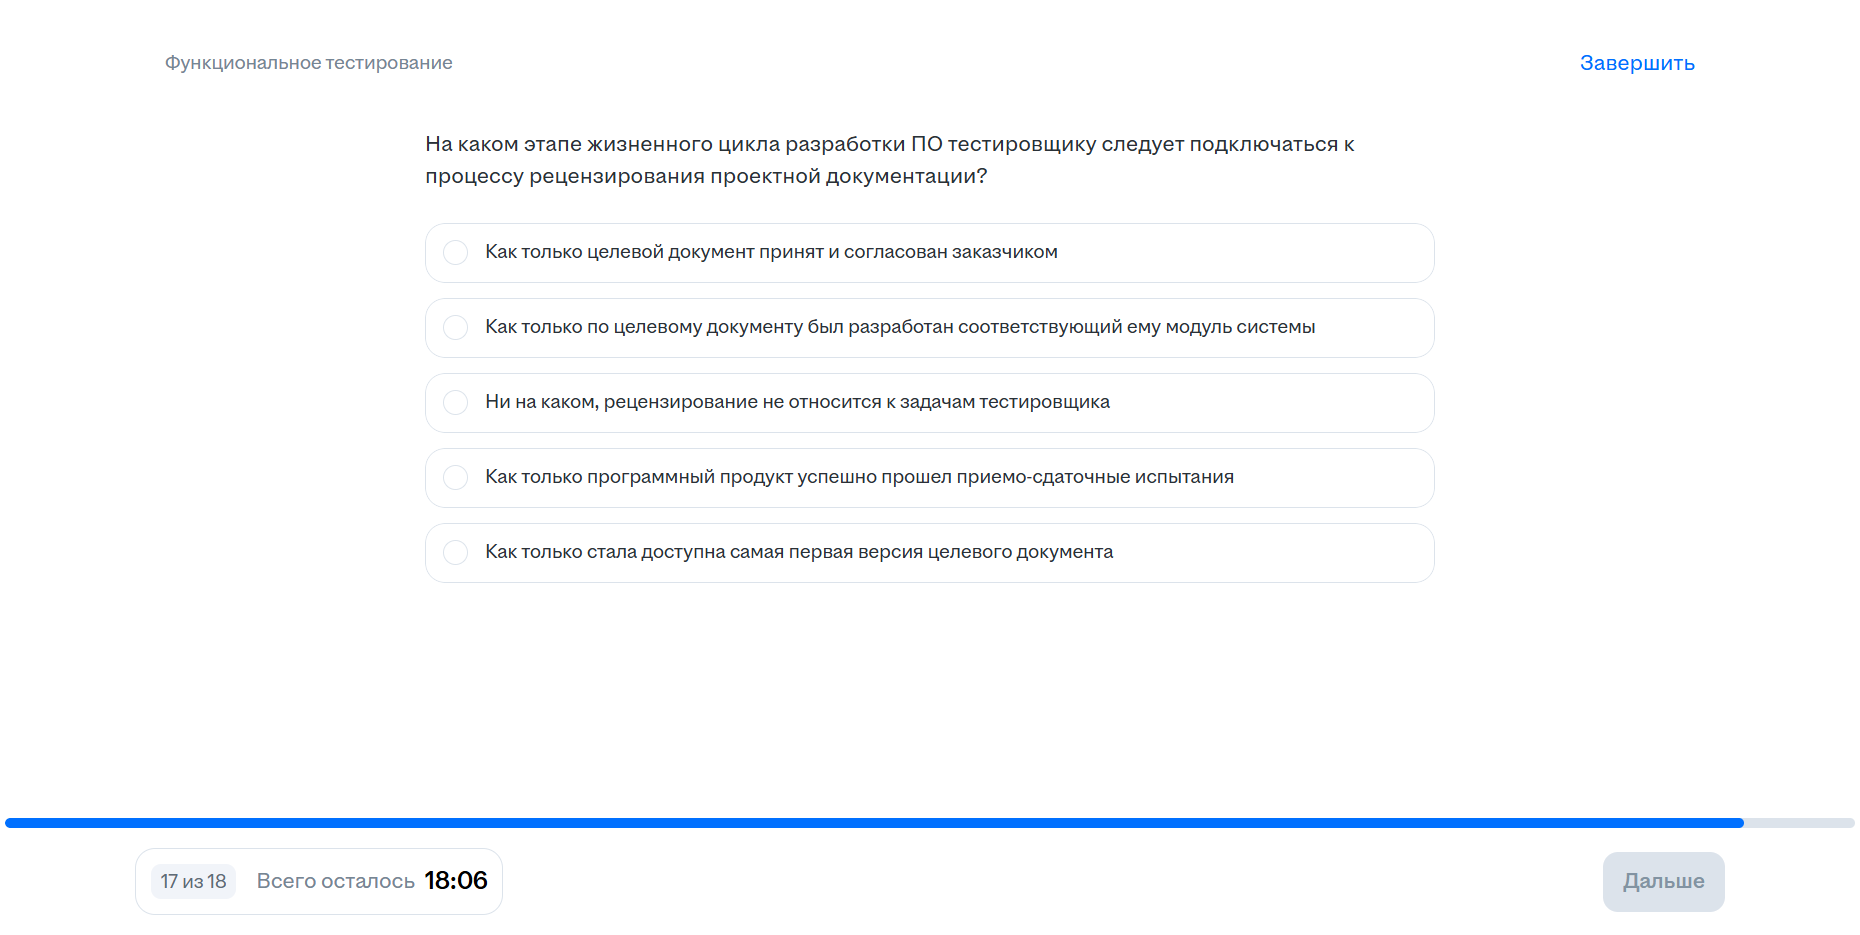 Функциональное тестирование
Завершить
На каком этапе жизненного цикла разработки ПО тестировщику следует подключаться к
процессу рецензирования проектной документации?
Как только целевой документ принят и согласован заказчиком
Как только по целевому документу был разработан соответствующий ему модуль системы
Ни на каком, рецензирование не относится к задачам тестировщика
Как только программный продукт успешно прошел приемо-сдаточные испытания
Как только стала доступна самая первая версия целевого документа
17 из 18
Всего осталось 18:06
Дальше